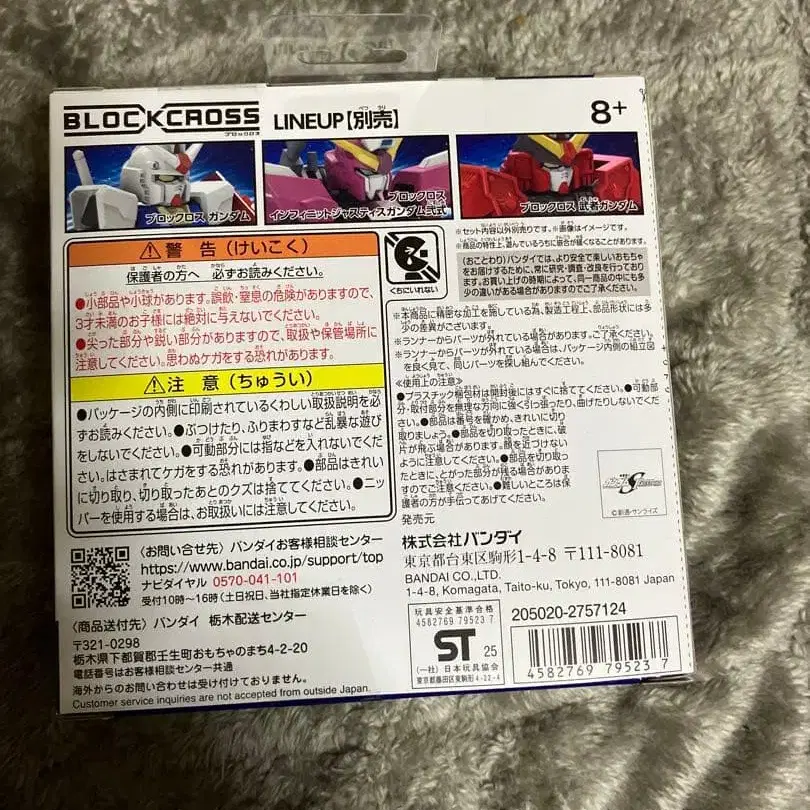 BLOCKCROSS
ブロックロス
LINEUP【別売】
8+
ブロックロス ガンダム
ブロックロス
インフィニットジャスティスガンダム弐式
ブロックロス 武者ガンダム
※セット内容以外別売りです。※画像はイメージです。
※商品の特性上、遊んでいるうちに嵌合が緩くなることがあります。
警告(けいこく)
保護者の方へ 必ずお読みください。
●小部品や小球があります。誤飲・窒息の危険がありますので、
3才未満のお子様には絶対に与えないでください。
●尖った部分や鋭い部分がありますので、取扱や保管場所に
注意してください。思わぬケガをする恐れがあります。
注意(ちゅうい)
●パッケージの内側に印刷されているくわしい取扱説明を必
ずお読みください。●ぶつけたり、ふりまわすなど乱暴な遊び
をしないでください。●可動部分には指などを入れないでくだ
さい。はさまれてケガをする恐れがあります。●部品はきれい
に切り取り、切り取ったあとのクズは捨ててください。●ニッ
パーを使用する場合は、お取扱いには注意してください。
くちにいれない
(おことわり)バンダイでは、より安全で楽しいおもちゃ
をお届けするために、常に研究・調査・改良を行っており
ます。お買い上げの時期によって、同一商品の中にも多
少の違いがある場合がありますのでご了承ください。
※本商品に精密な加工を施している為、製造工程上、部品形状には多
少の差異がございます。
※ランナーからパーツが外れている場合があります。ご了承ください。
※ランナーからパーツが外れている場合は、パッケージ内側の組立図
を良く見て、同じパーツを探し組んでください。
≪使用上の注意≫
●プラスチック梱包材は開封後にはすぐに捨ててください。●可動部
分・取付部分を無理な方向に強く引っ張ったり、曲げたりしないでく
ださい。●部品は番号を確かめ、きれいに切り
取りましょう。●部品を切り取ったときに、破
片が飛ぶ場合があります。顔を近づけない
ように注意してください。●部品を切り取っ
たときに、とがった部分が残る場合があり
ますのでご注意ください。●難しいところは保
護者の方が手伝ってあげてください。
発売元
©創通・サンライズ
〈お問い合せ先〉バンダイお客様相談センター
https://www.bandai.co.jp/support/top
ナビダイヤル 0570-041-101
受付10時～16時(土日祝日、当社指定休業日を除く)
〈商品送付先〉バンダイ 栃木配送センター
〒321-0298
栃木県下都賀郡壬生町おもちゃのまち4-2-20
電話番号はお客様相談センター共通
海外からのお問い合わせは受け付けておりません。
Customer service inquiries are not accepted from outside Japan.
株式会社バンダイ
東京都台東区駒形1-4-8 〒111-8081
BANDAI CO.,LTD.
1-4-8, Komagata, Taito-ku, Tokyo, 111-8081 Japan
玩具安全基準合格
4582769 79523 7
ST
25
(一社)日本玩具協会
東京都墨田区東駒形4-22-4
205020-2757124
4 582769 795237